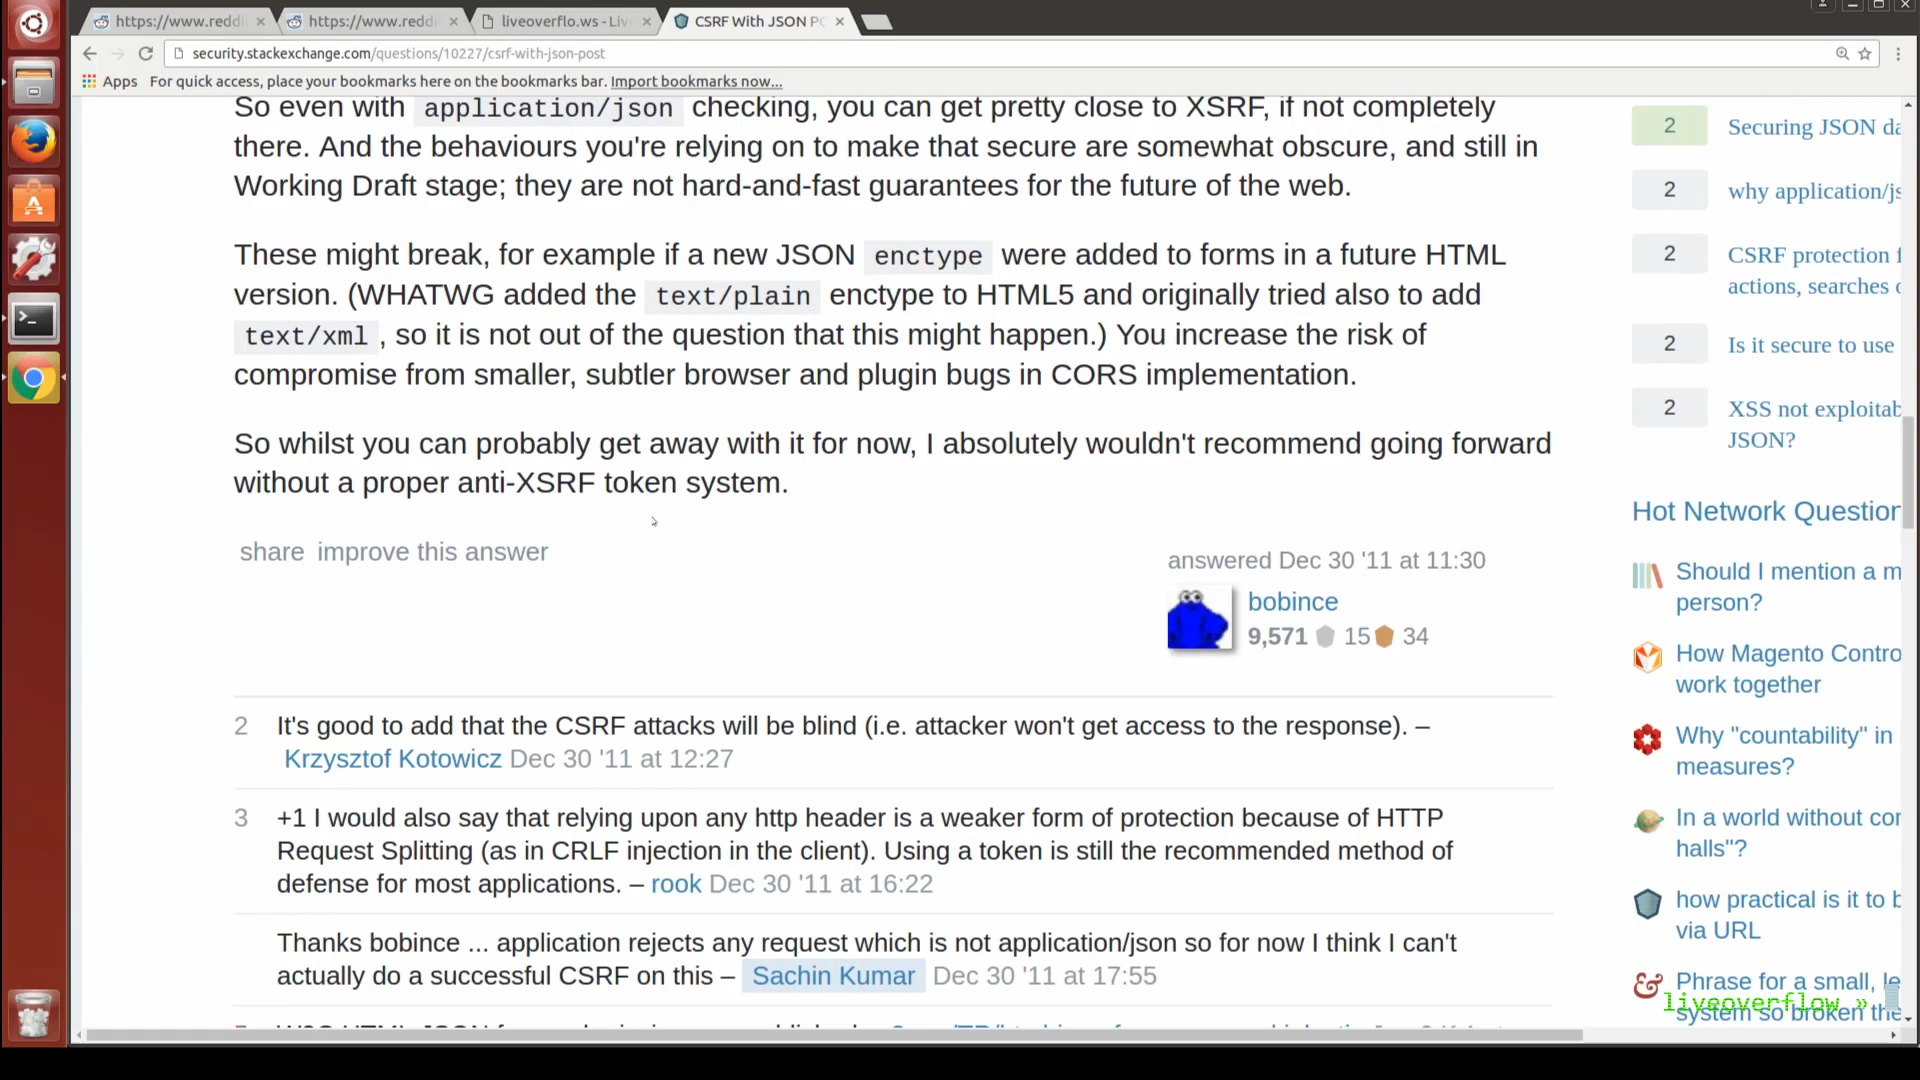 https://www.reddi
https://www.reddi
liveoverflo.ws - Liv
CSRF With JSON PO
security.stackexchange.com/questions/10227/csrf-with-json-post
Apps
For quick access, place your bookmarks here on the bookmarks bar. Import bookmarks now...
So even with application/json checking, you can get pretty close to XSRF, if not completely
there. And the behaviours you're relying on to make that secure are somewhat obscure, and still in
Working Draft stage; they are not hard-and-fast guarantees for the future of the web.
These might break, for example if a new JSON enctype were added to forms in a future HTML
version. (WHATWG added the text/plain enctype to HTML5 and originally tried also to add
text/xml , so it is not out of the question that this might happen.) You increase the risk of
compromise from smaller, subtler browser and plugin bugs in CORS implementation.
So whilst you can probably get away with it for now, I absolutely wouldn't recommend going forward
without a proper anti-XSRF token system.
share improve this answer
answered Dec 30 '11 at 11:30
bobince
9,571 15 34
2 It's good to add that the CSRF attacks will be blind (i.e. attacker won't get access to the response). –
Krzysztof Kotowicz Dec 30 '11 at 12:27
3 +1 I would also say that relying upon any http header is a weaker form of protection because of HTTP
Request Splitting (as in CRLF injection in the client). Using a token is still the recommended method of
defense for most applications. – rook Dec 30 '11 at 16:22
Thanks bobince ... application rejects any request which is not application/json so for now I think I can't
actually do a successful CSRF on this – Sachin Kumar Dec 30 '11 at 17:55
2 Securing JSON da
2 why application/js
2 CSRF protection f
actions, searches o
2 Is it secure to use
2 XSS not exploitab
JSON?
Hot Network Question
Should I mention a m
person?
How Magento Contro
work together
Why "countability" in
measures?
In a world without cor
halls"?
how practical is it to b
via URL
Phrase for a small, le
system so broken the
liveoverflow »